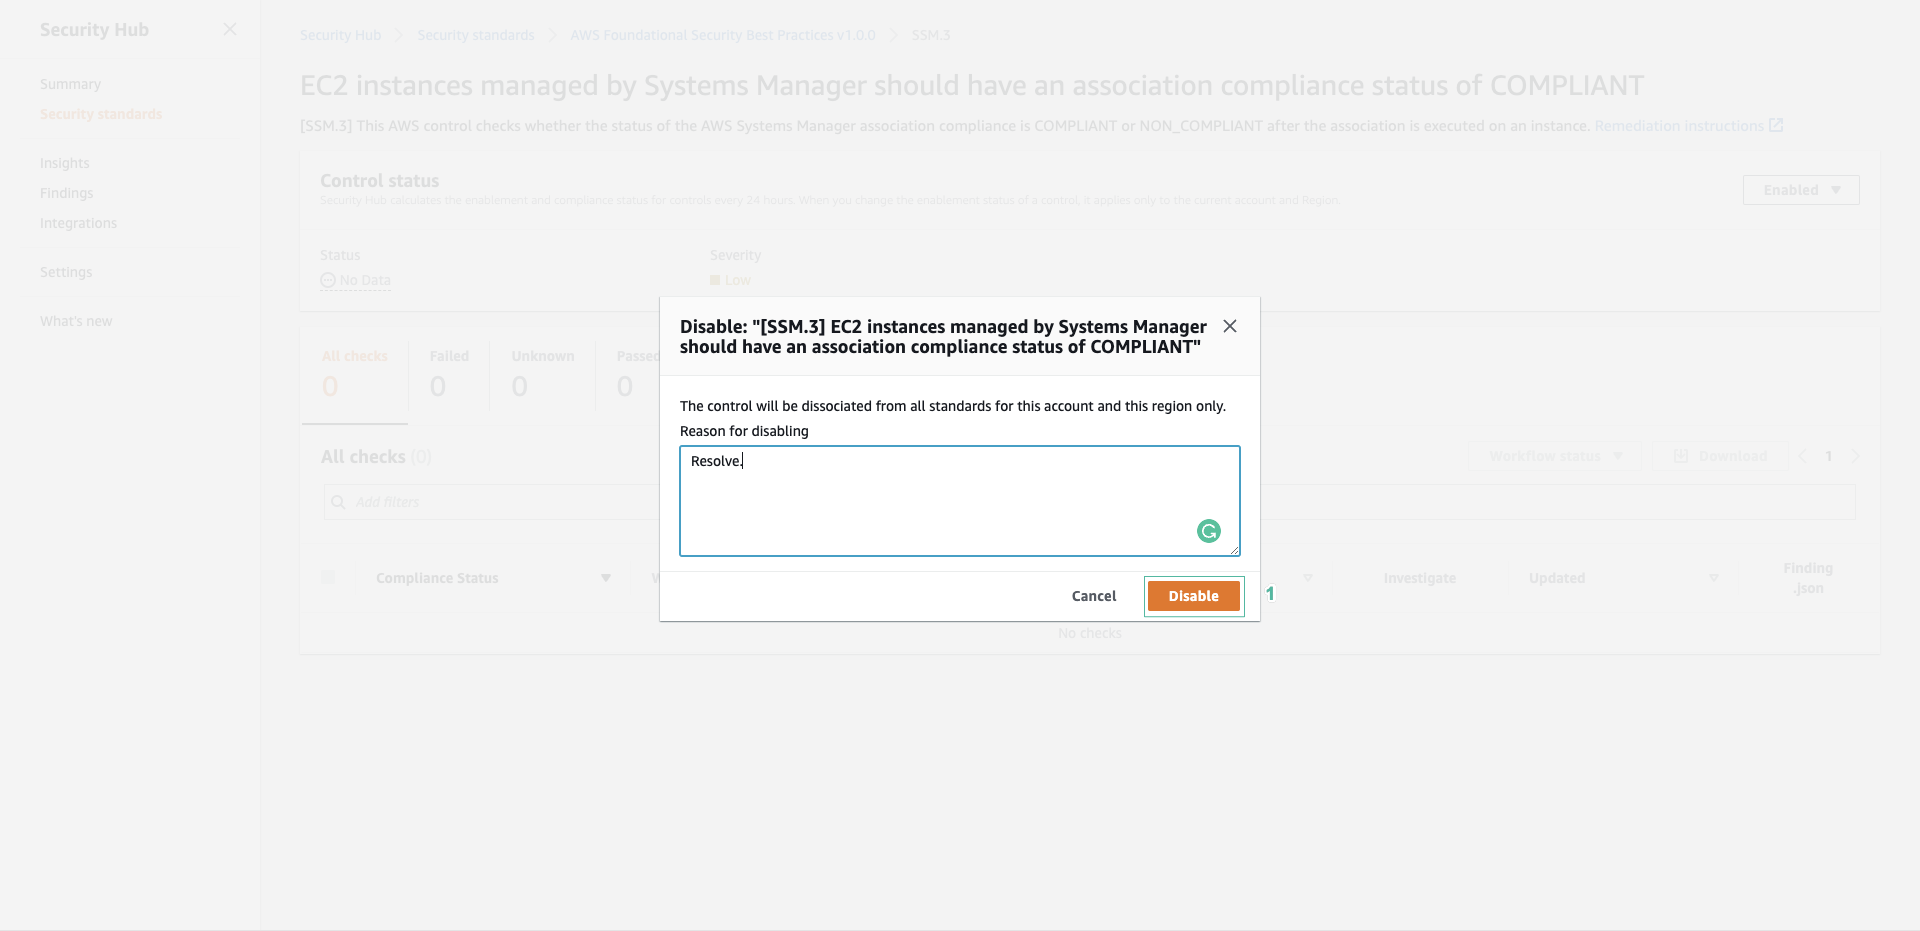 Security Hub
Summary
Security standards
Insights
Findings
Integrations
Settings
What's new
Security Hub
Security standards
AWS Foundational Security Best Practices v1.0.0
SSM.3
EC2 instances managed by Systems Manager should have an association compliance status of COMPLIANT
[SSM.3] This AWS control checks whether the status of the AWS Systems Manager association compliance is COMPLIANT or NON_COMPLIANT after the association is executed on an instance. Remediation instructions
Control status
Security Hub calculates the enablement and compliance status for controls every 24 hours. When you change the enablement status of a control, it applies only to the current account and Region.
Enabled
Status
No Data
Severity
Low
Disable: "[SSM.3] EC2 instances managed by Systems Manager
should have an association compliance status of COMPLIANT"
The control will be dissociated from all standards for this account and this region only.
Reason for disabling
Resolve.
Cancel
Disable
1
All checks
0
Failed
0
Unknown
0
Passed
0
All checks (0)
Workflow status
Download
1
Add filters
Compliance Status
Investigate
Updated
Finding
.json
No checks